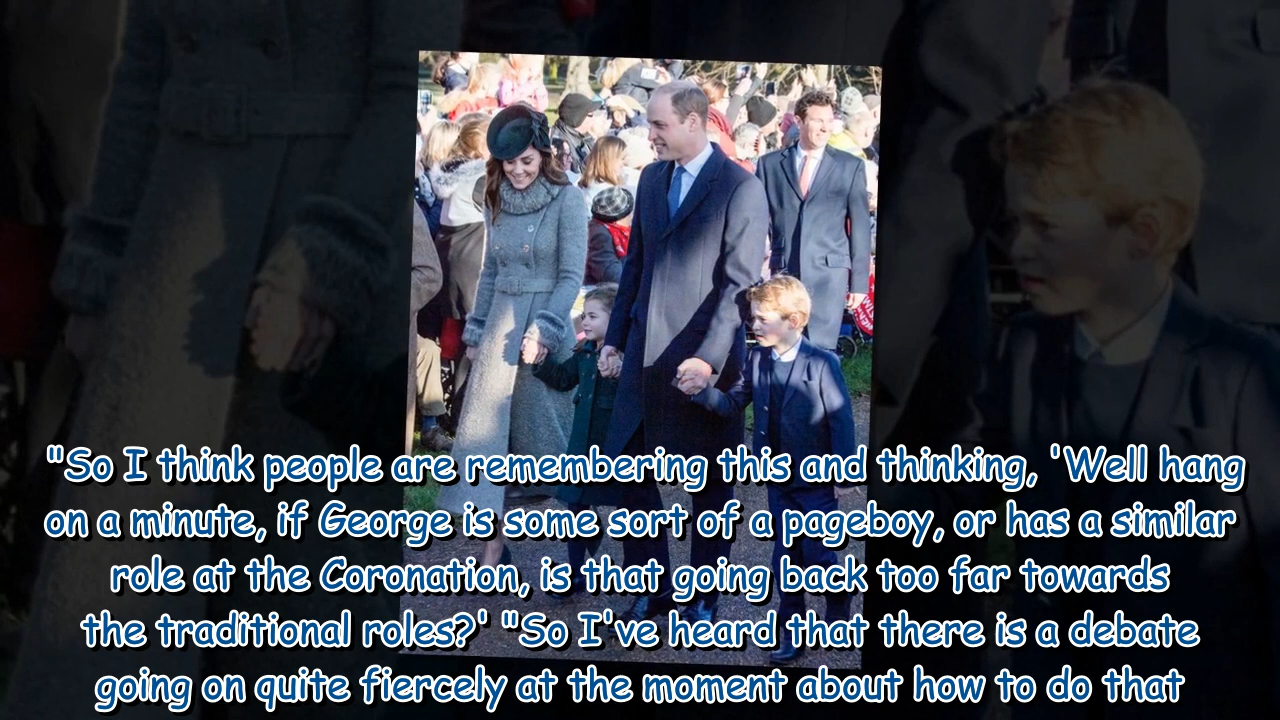 "So I think people are remembering this and thinking, 'Well hang
on a minute, if George is some sort of a pageboy, or has a similar
role at the Coronation, is that going back too far towards
the traditional roles?' "So I've heard that there is a debate
going on quite fiercely at the moment about how to do that